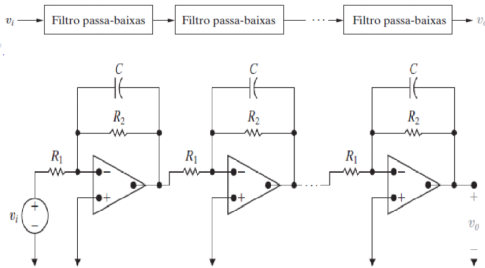 vᵢ Filtro passa-baixas Filtro passa-baixas ... Filtro passa-baixas vₒ
C C C
R₂ R₂ R₂
R₁ R₁ R₁
− − −
+ + + +
vᵢ + − ...... v₀
−